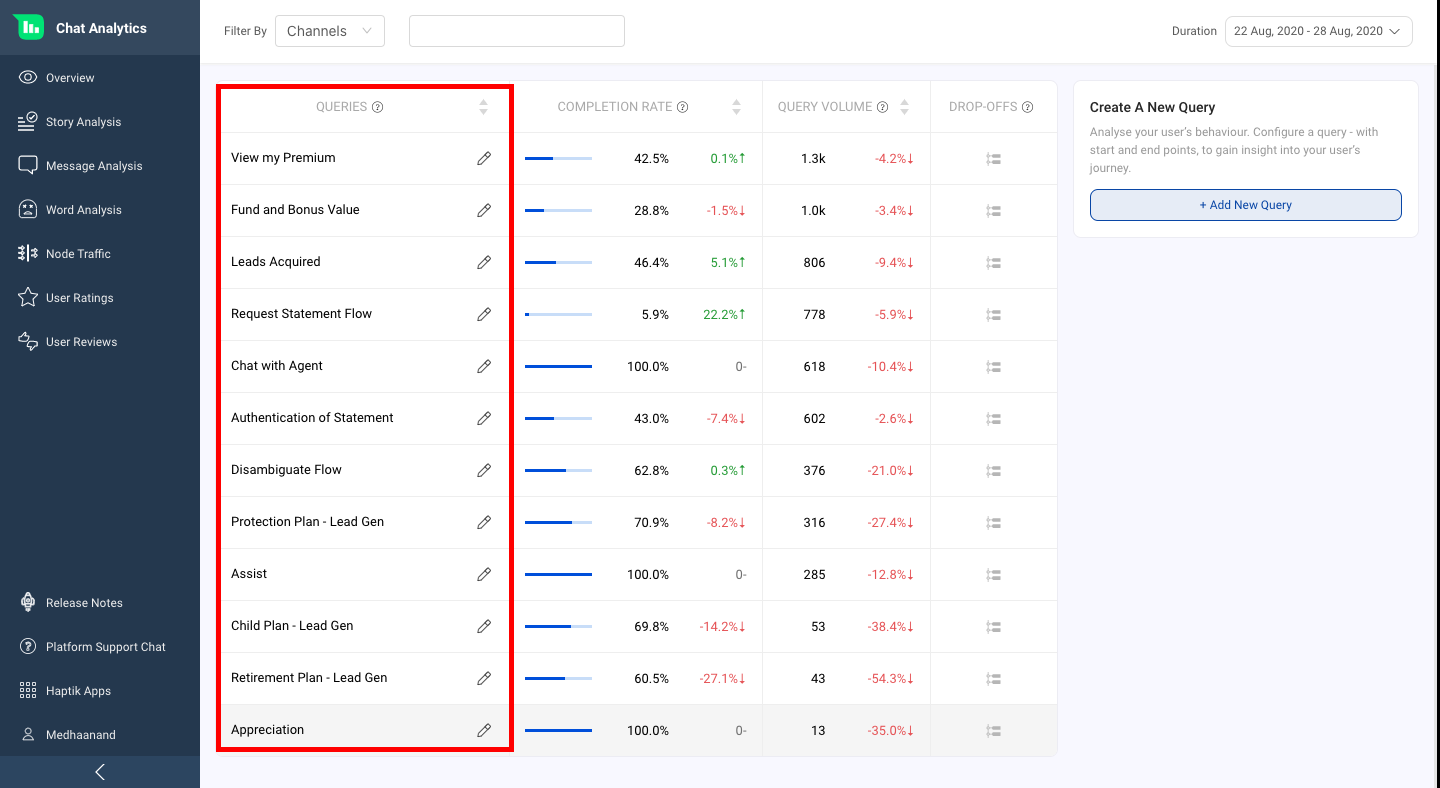 Chat Analytics
Overview
Story Analysis
Message Analysis
Word Analysis
Node Traffic
User Ratings
User Reviews
Release Notes
Platform Support Chat
Haptik Apps
Medhaanand
Filter By Channels
Duration 22 Aug, 2020 - 28 Aug, 2020
QUERIES ? COMPLETION RATE ? QUERY VOLUME ? DROP-OFFS ?
View my Premium 42.5% 0.1%↑ 1.3k -4.2%↓
Fund and Bonus Value 28.8% -1.5%↓ 1.0k -3.4%↓
Leads Acquired 46.4% 5.1%↑ 806 -9.4%↓
Request Statement Flow 5.9% 22.2%↑ 778 -5.9%↓
Chat with Agent 100.0% 0- 618 -10.4%↓
Authentication of Statement 43.0% -7.4%↓ 602 -2.6%↓
Disambiguate Flow 62.8% 0.3%↑ 376 -21.0%↓
Protection Plan - Lead Gen 70.9% -8.2%↓ 316 -27.4%↓
Assist 100.0% 0- 285 -12.8%↓
Child Plan - Lead Gen 69.8% -14.2%↓ 53 -38.4%↓
Retirement Plan - Lead Gen 60.5% -27.1%↓ 43 -54.3%↓
Appreciation 100.0% 0- 13 -35.0%↓
Create A New Query
Analyse your user's behaviour. Configure a query - with
start and end points, to gain insight into your user's
journey.
+ Add New Query